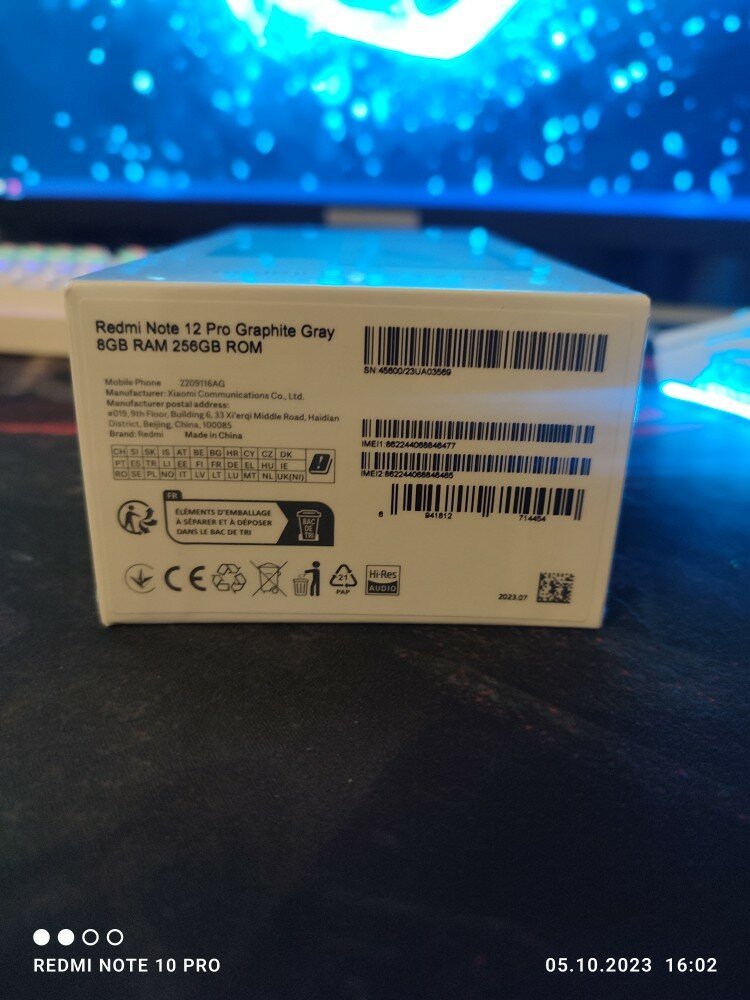 Redmi Note 12 Pro Graphite Gray
8GB RAM 256GB ROM
Mobile Phone 2209116AG
Manufacturer: Xiaomi Communications Co., Ltd.
Manufacturer postal address:
#019, 9th Floor, Building 6, 33 Xi'erqi Middle Road, Haidian
District, Beijing, China, 100085
Brand: Redmi Made in China
CH SI SK IS AT BE BG HR CY CZ DK
PT ES TR LI EE FI FR DE EL HU IE
RO SE PL NO IT LV LT LU MT NL UK(NI)
FR
ÉLÉMENTS D'EMBALLAGE
À SÉPARER ET À DÉPOSER
DANS LE BAC DE TRI
BAC
DE
TRI
CE
21
PAP
Hi-Res
AUDIO
SN:45600/23UA03569
IMEI1:862244068846477
IMEI2:862244068846485
6 941812 714454
2023.07
REDMI NOTE 10 PRO
05.10.2023 16:02